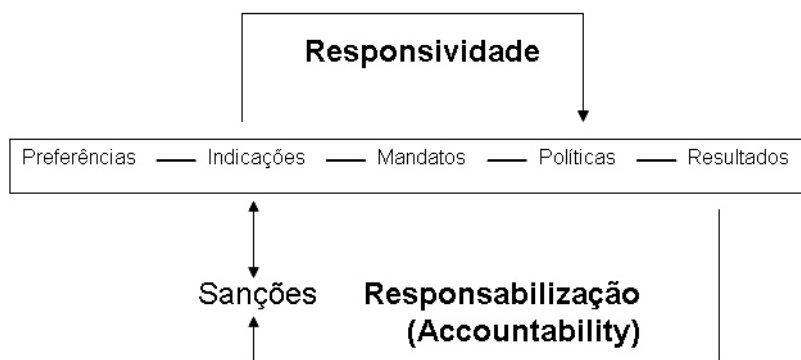 Responsividade
Preferências — Indicações — Mandatos — Políticas — Resultados
Sanções
Responsabilização
(Accountability)